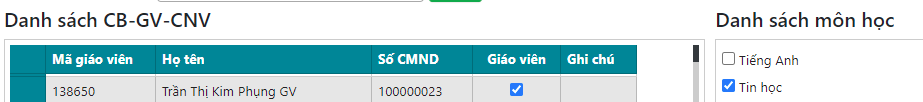 Danh sách CB-GV-CNV
Mã giáo viên Họ tên Số CMND Giáo viên Ghi chú
138650 Trần Thị Kim Phụng GV 100000023
Danh sách môn học
Tiếng Anh
Tin học